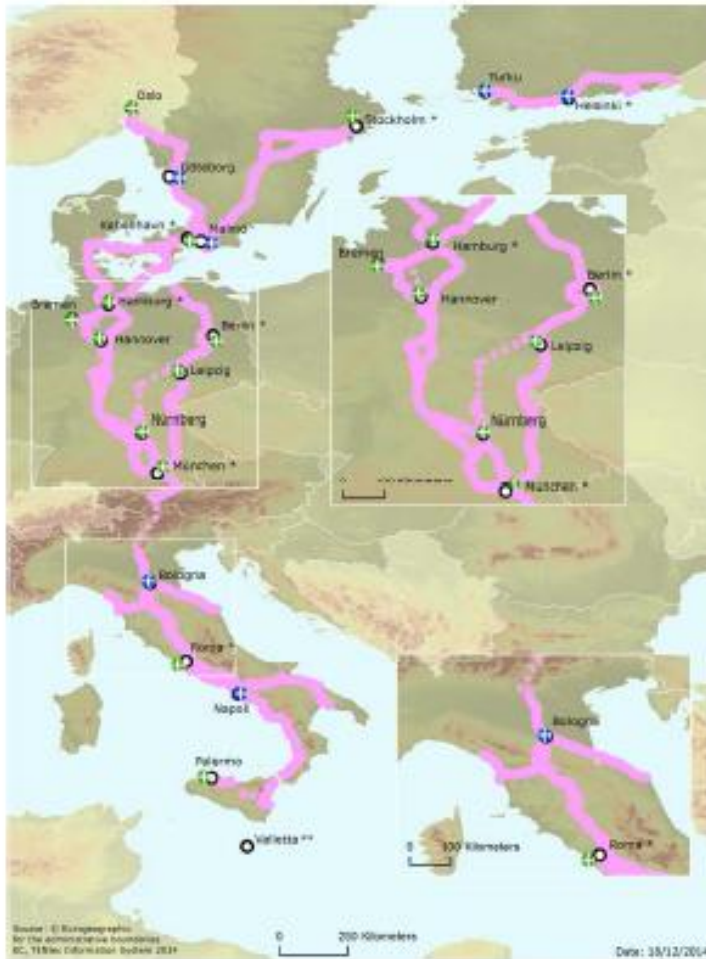 Oslo
Turku
Helsinki *
Stockholm *
Göteborg
København *
Malmö
Bremen
Hamburg *
Hannover
Berlin *
Leipzig
Nürnberg
München *
Bremen
Hamburg *
Hannover
Berlin *
Leipzig
Nürnberg
München *
Bologna
Roma *
Napoli
Palermo
Valletta **
Bologna
Roma *
0 100 Kilometers
Source: © Eurogeographic
for the administrative boundaries
EC, TENtec Information System 2014
0 200 Kilometers
Date: 18/12/2014